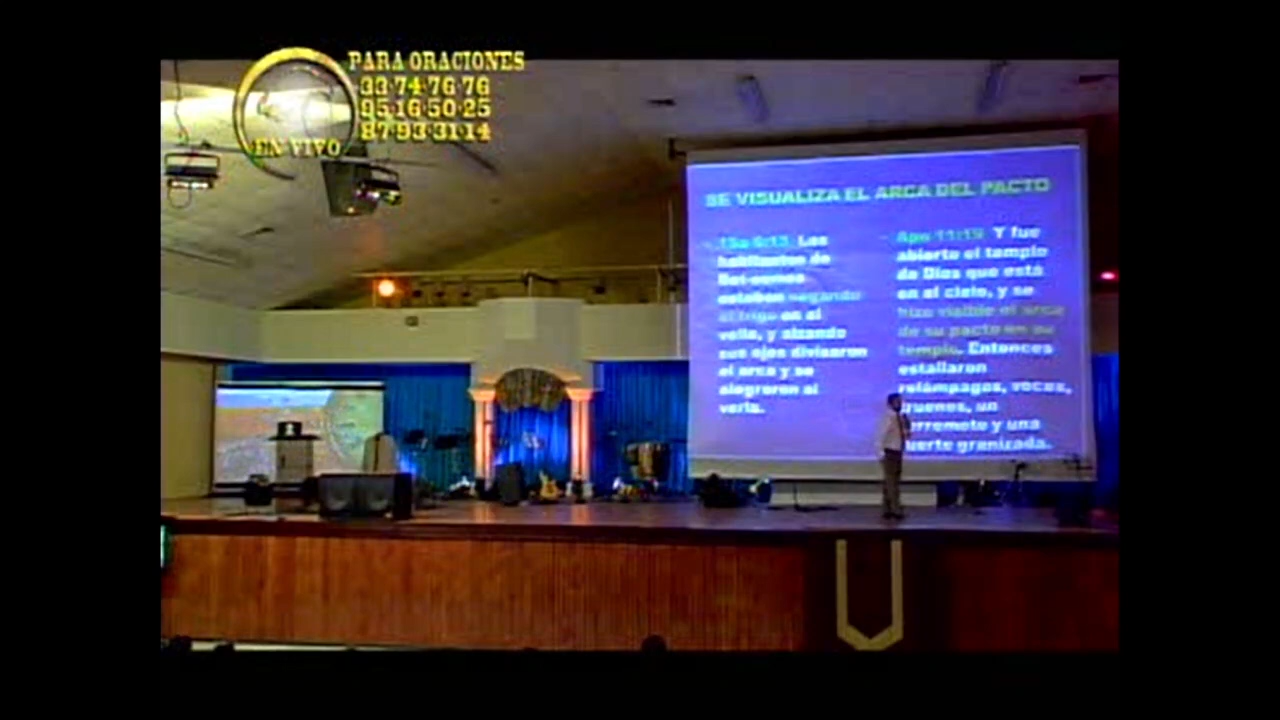 PARA ORACIONES
33·74·76·76
95·16·50·25
87·93·31·14
EN VIVO
SE VISUALIZA EL ARCA DEL PACTO
1Sa 6:13 Los
habitantes de
Bet-semes
estaban segando
el trigo en el
valle, y alzando
sus ojos divisaron
el arca y se
alegraron al
verla.
Apo 11:19 Y fue
abierto el templo
de Dios que está
en el cielo, y se
hizo visible el arca
de su pacto en su
templo. Entonces
estallaron
relámpagos, voces,
truenos, un
terremoto y una
fuerte granizada.